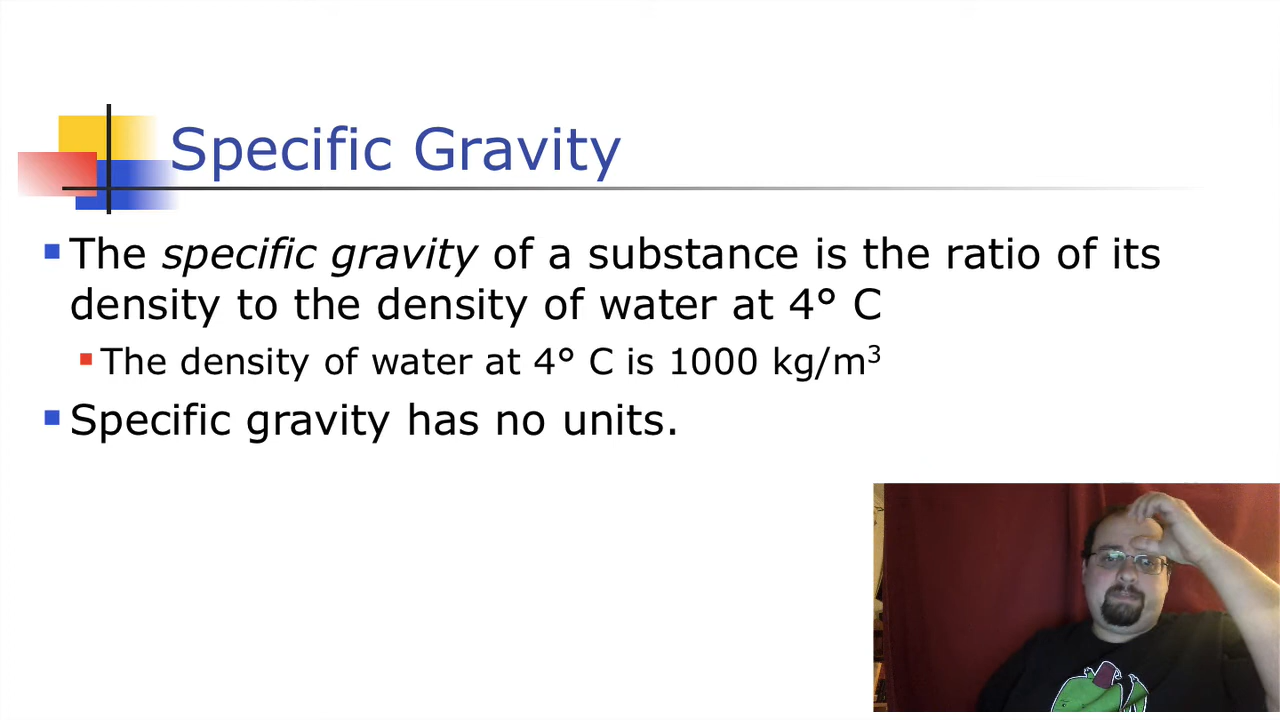 Specific Gravity
The specific gravity of a substance is the ratio of its
density to the density of water at 4° C
The density of water at 4° C is 1000 kg/m³
Specific gravity has no units.